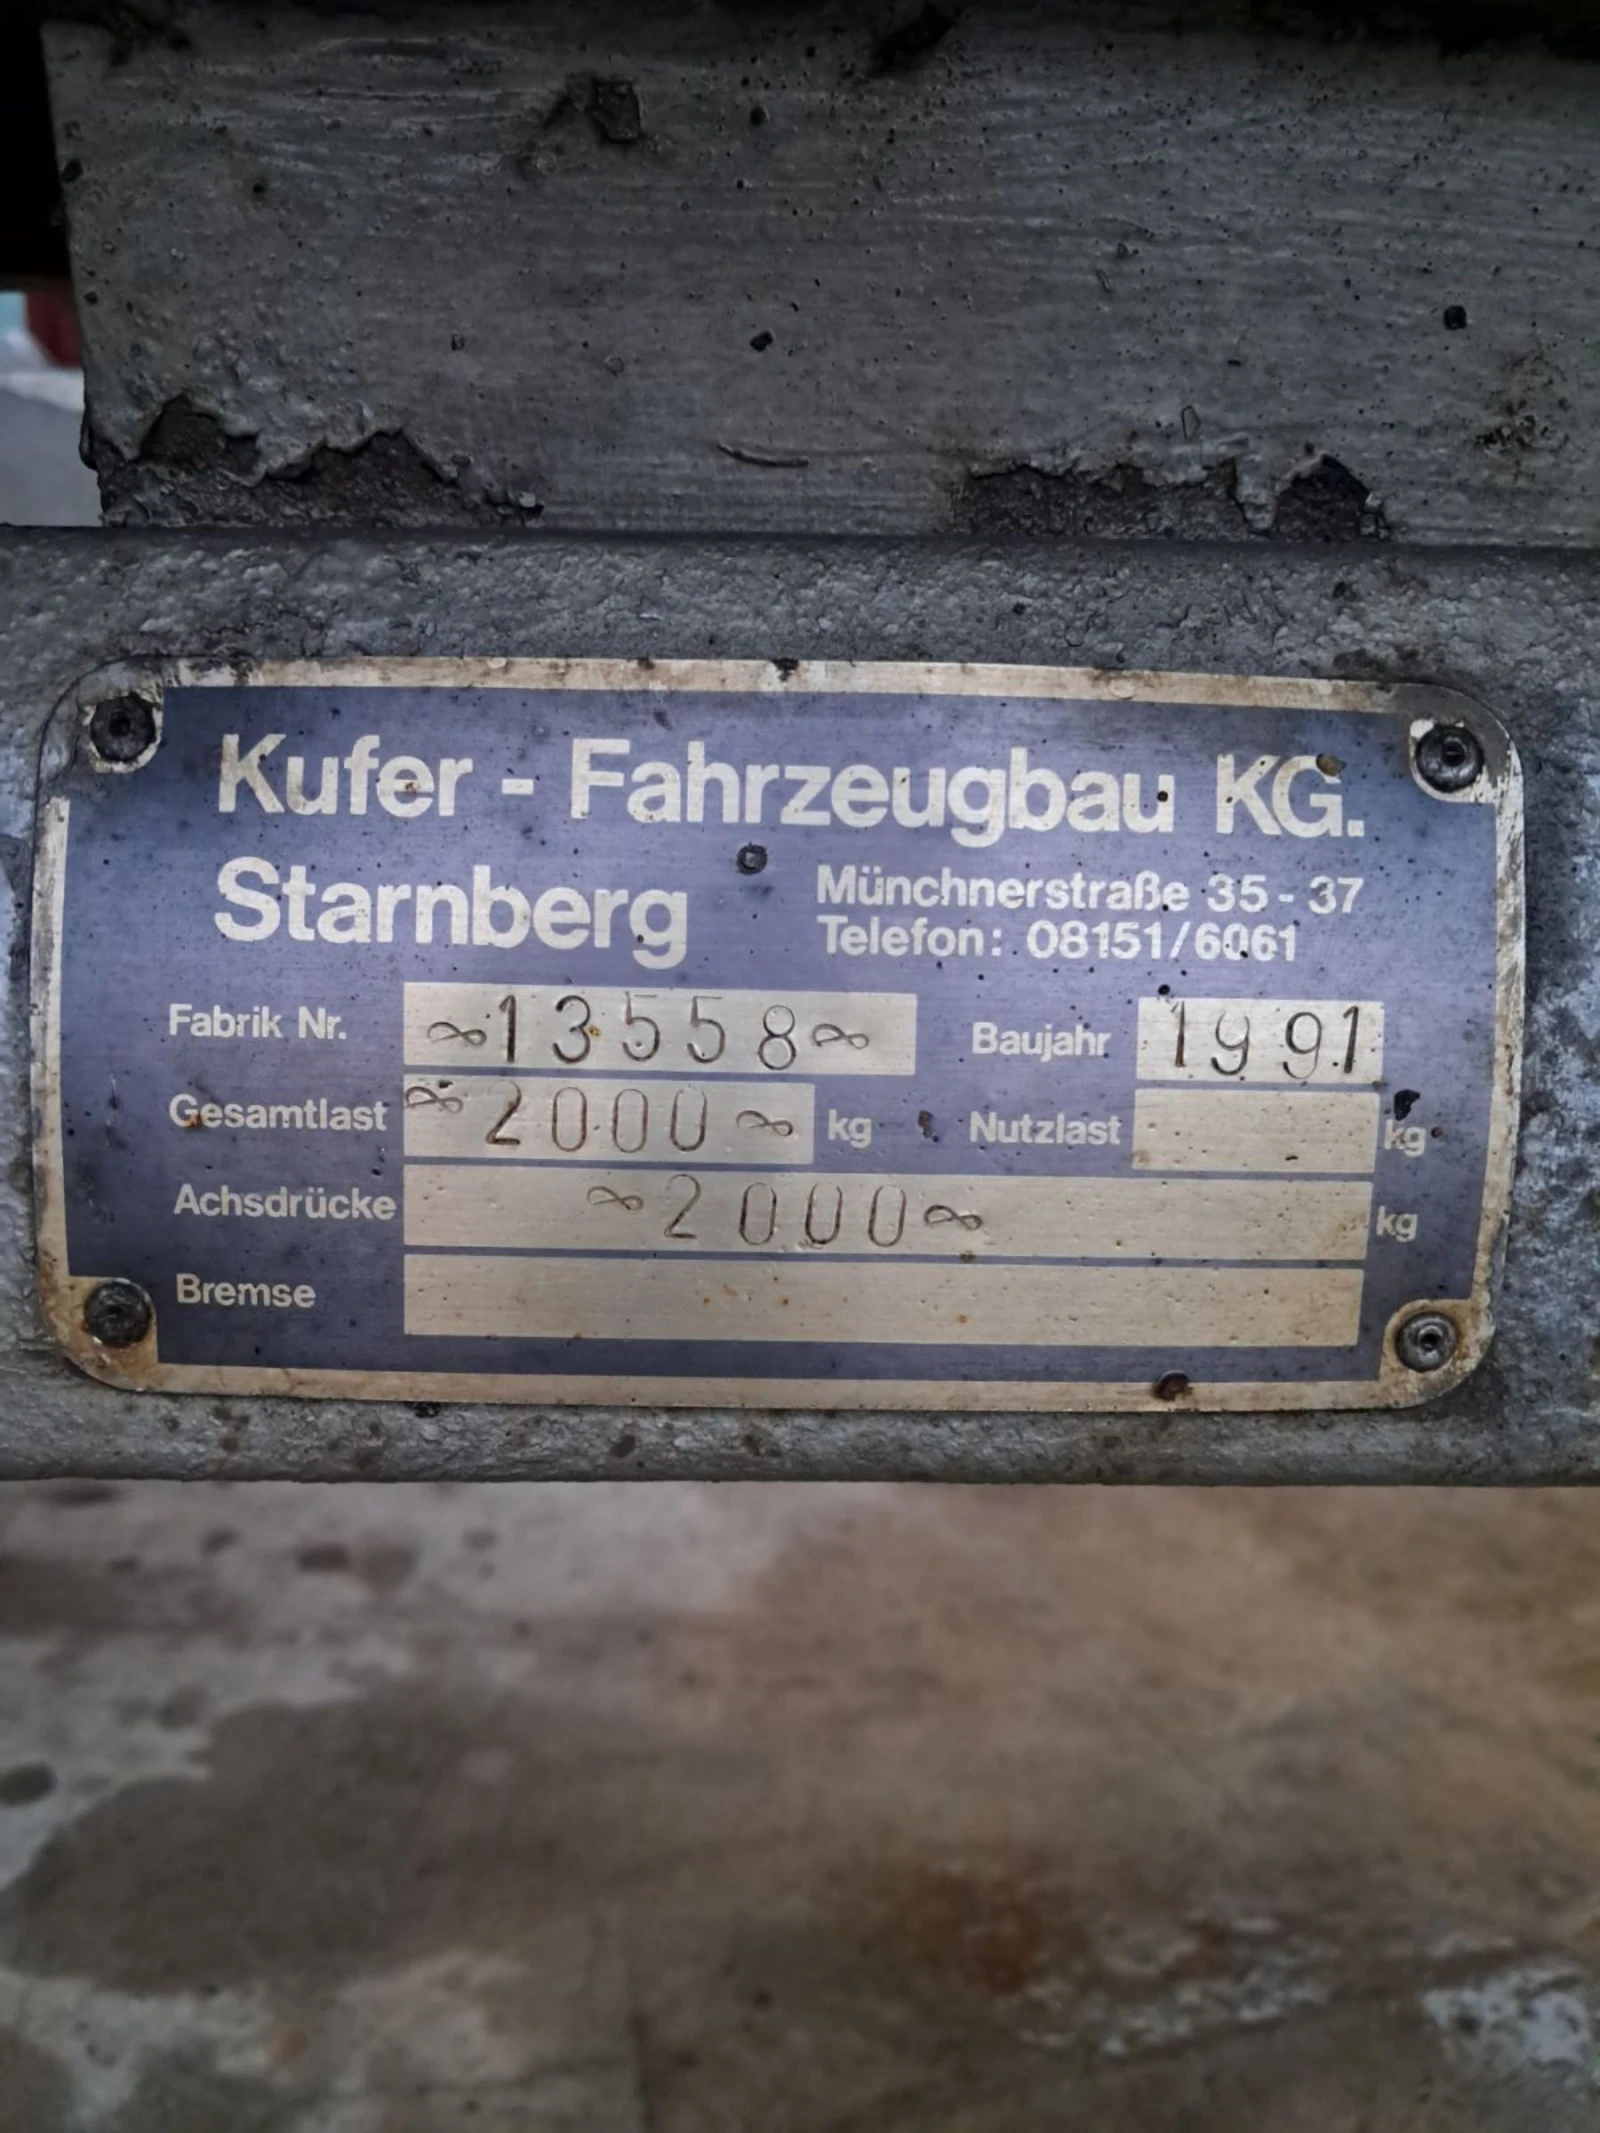 Kufer - Fahrzeugbau KG.
Starnberg
Münchnerstraße 35 - 37
Telefon: 08151/6061
Fabrik Nr. ∞13558∞ Baujahr 1991
Gesamtlast ∞2000∞ kg Nutzlast kg
Achsdrücke ∞2000∞ kg
Bremse